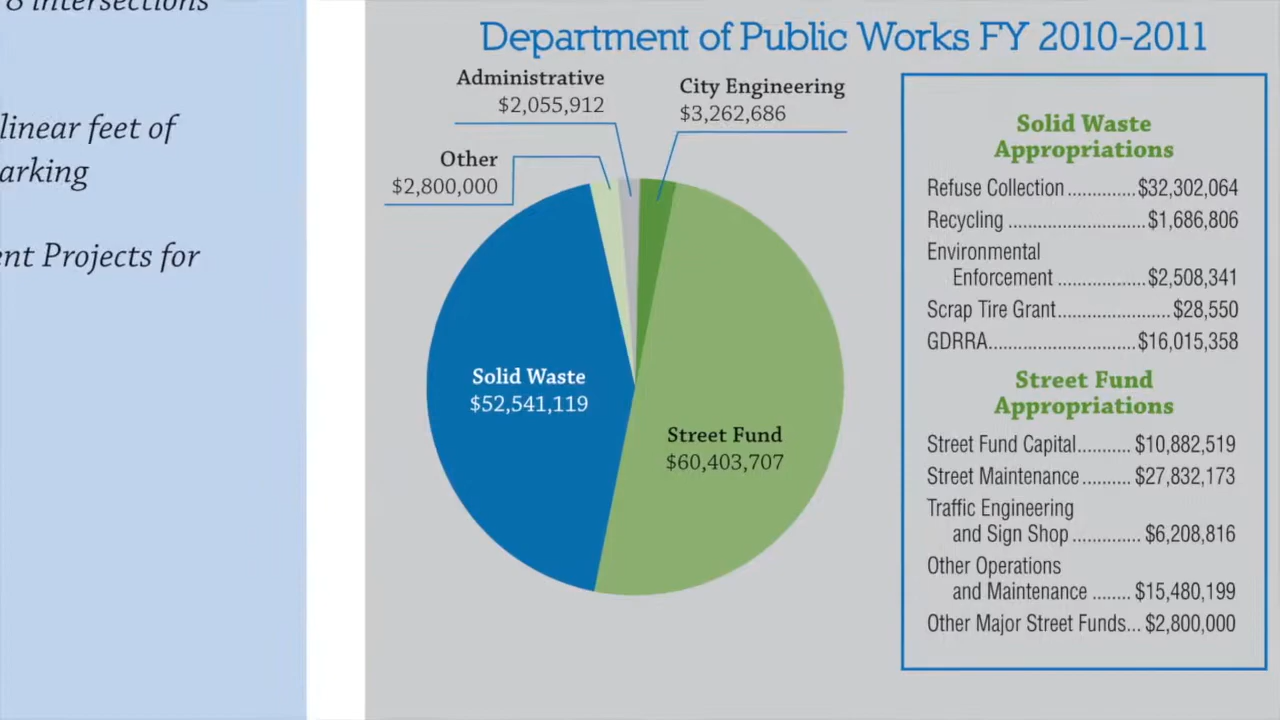 8 intersections
linear feet of
arking
nt Projects for
Department of Public Works FY 2010-2011
Administrative
$2,055,912
City Engineering
$3,262,686
Other
$2,800,000
Solid Waste
$52,541,119
Street Fund
$60,403,707
Solid Waste
Appropriations
Refuse Collection ............. $32,302,064
Recycling .......................... $1,686,806
Environmental
Enforcement ................. $2,508,341
Scrap Tire Grant...................... $28,550
GDRRA............................ $16,015,358
Street Fund
Appropriations
Street Fund Capital.......... $10,882,519
Street Maintenance ......... $27,832,173
Traffic Engineering
and Sign Shop ............. $6,208,816
Other Operations
and Maintenance ....... $15,480,199
Other Major Street Funds... $2,800,000